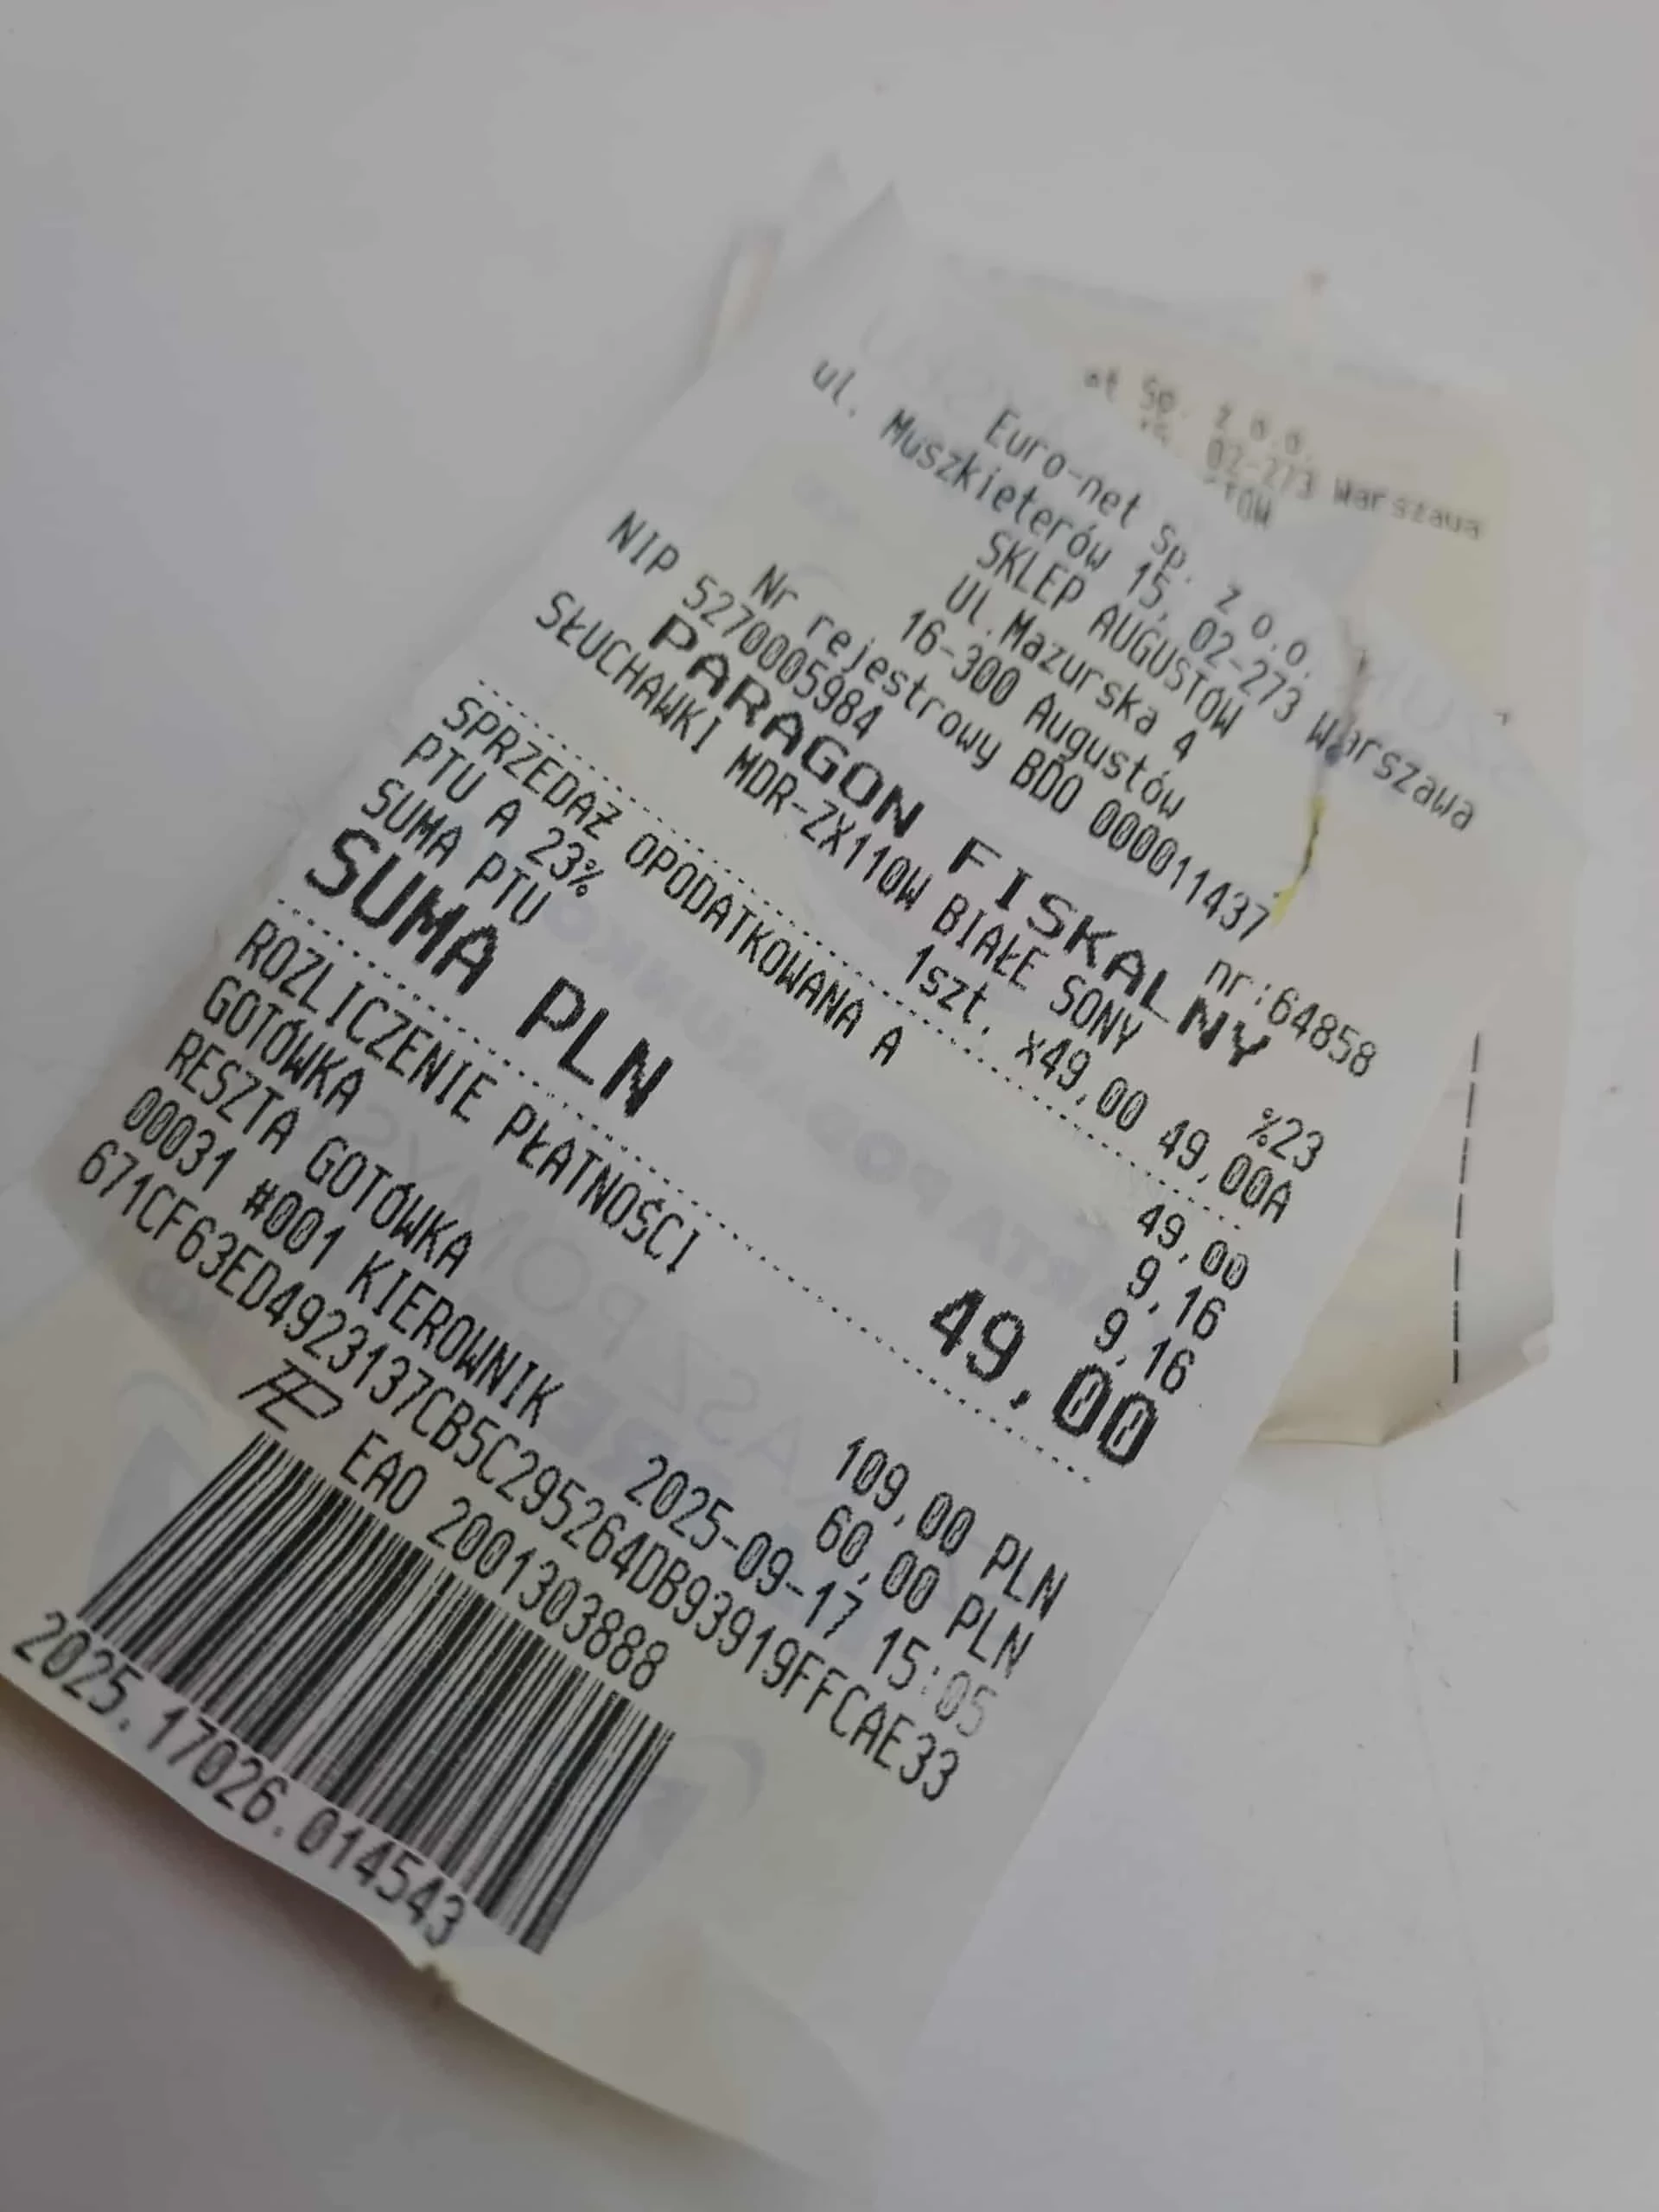 Euro-net Sp. z o.o.
ul. Muszkieterów 15, 02-273 Warszawa
SKLEP AUGUSTÓW
Ul.Mazurska 4
16-300 Augustów
Nr rejestrowy BDO 000011437
NIP 5270005984 nr:64858
PARAGON FISKALNY
SŁUCHAWKI MDR-ZX110W BIAŁE SONY %23
1szt. x49,00 49,00A
SPRZEDAŻ OPODATKOWANA A 49,00
PTU A 23% 9,16
SUMA PTU 9,16
SUMA PLN 49,00
ROZLICZENIE PŁATNOŚCI
GOTÓWKA 109,00 PLN
RESZTA GOTÓWKA 60,00 PLN
00031 #001 KIEROWNIK 2025-09-17 15:05
671CF63ED4923137CB5C295264DB93919FFCAE33
EAO 2001303888
2025.17026.014543
Sp. z o.o.
02-273 Warszawa